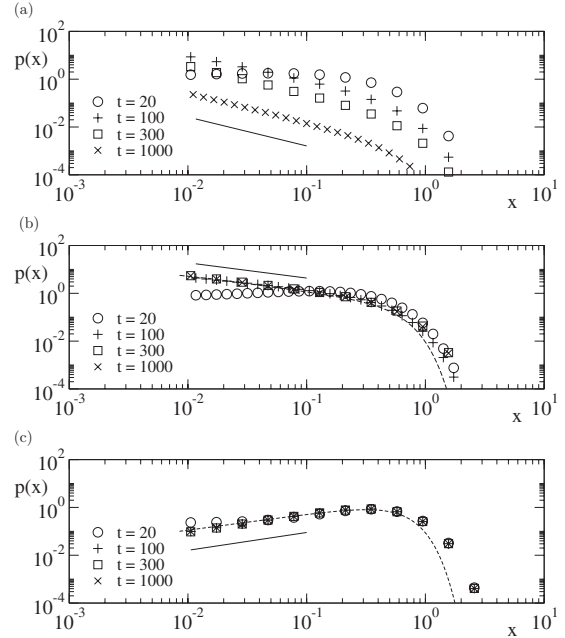 (a)
p(x)
10^2
10^0
10^-2
10^-4
t = 20
t = 100
t = 300
t = 1000
10^-3 10^-2 10^-1 10^0 10^1
x
(b)
p(x)
10^2
10^0
10^-2
10^-4
t = 20
t = 100
t = 300
t = 1000
10^-3 10^-2 10^-1 10^0 10^1
x
(c)
p(x)
10^2
10^0
10^-2
10^-4
t = 20
t = 100
t = 300
t = 1000
10^-3 10^-2 10^-1 10^0 10^1
x